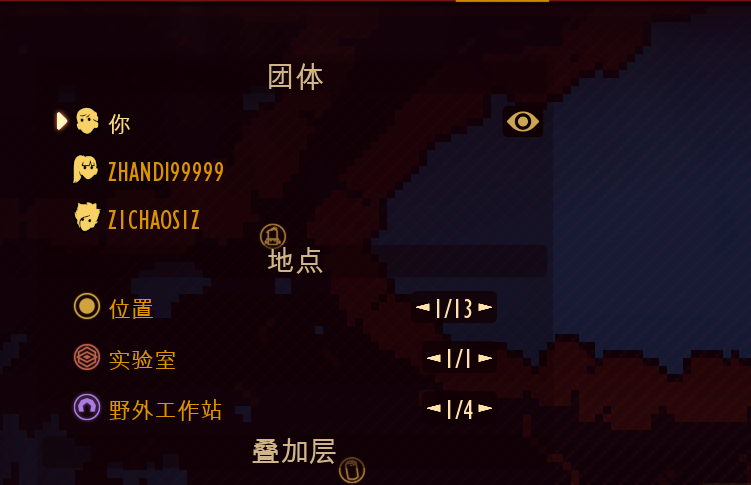 团体
你
ZHANDI99999
ZICHAOSIZ
地点
位置 1/13
实验室 1/1
野外工作站 1/4
叠加层